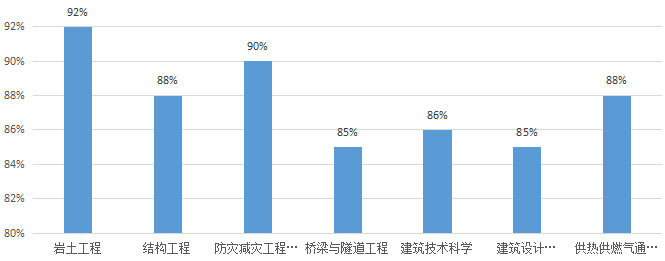 92%
92%
90%
90%
88%
88%
88%
86%
86%
85%
85%
84%
82%
80%
岩土工程
结构工程
防灾减灾工程…
桥梁与隧道工程
建筑技术科学
建筑设计…
供热供燃气通…